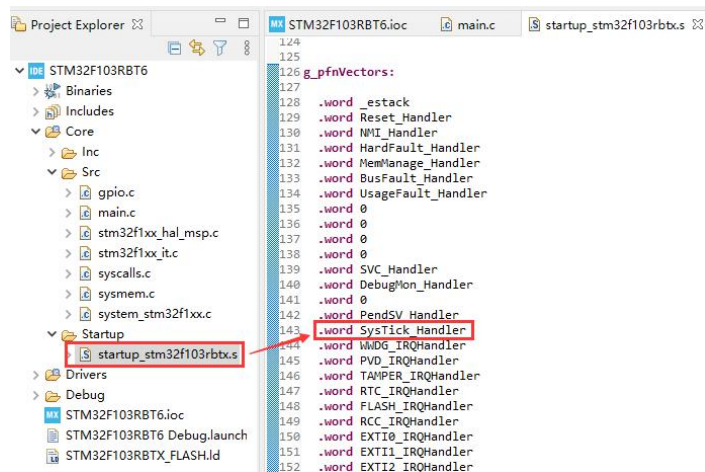 Project Explorer
STM32F103RBT6.ioc
main.c
startup_stm32f103rbtx.s
IDE STM32F103RBT6
Binaries
Includes
Core
Inc
Src
gpio.c
main.c
stm32f1xx_hal_msp.c
stm32f1xx_it.c
syscalls.c
sysmem.c
system_stm32f1xx.c
Startup
startup_stm32f103rbtx.s
Drivers
Debug
MX STM32F103RBT6.ioc
STM32F103RBT6 Debug.launch
STM32F103RBTX_FLASH.ld
124
125
126 g_pfnVectors:
127
128 .word _estack
129 .word Reset_Handler
130 .word NMI_Handler
131 .word HardFault_Handler
132 .word MemManage_Handler
133 .word BusFault_Handler
134 .word UsageFault_Handler
135 .word 0
136 .word 0
137 .word 0
138 .word 0
139 .word SVC_Handler
140 .word DebugMon_Handler
141 .word 0
142 .word PendSV_Handler
143 .word SysTick_Handler
144 .word WWDG_IRQHandler
145 .word PVD_IRQHandler
146 .word TAMPER_IRQHandler
147 .word RTC_IRQHandler
148 .word FLASH_IRQHandler
149 .word RCC_IRQHandler
150 .word EXTI0_IRQHandler
151 .word EXTI1_IRQHandler
152 .word EXTI2_IRQHandler